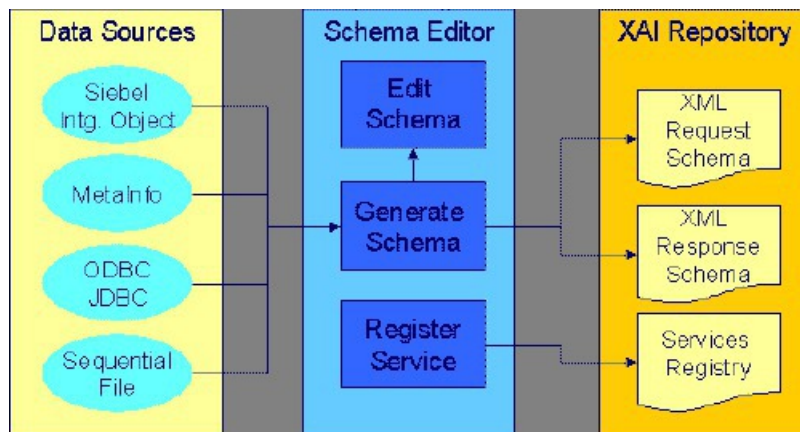 Data Sources
Schema Editor
XAI Repository
Siebel
Intg. Object
MetaInfo
ODBC
JDBC
Sequential
File
Edit
Schema
Generate
Schema
Register
Service
XML
Request
Schema
XML
Response
Schema
Services
Registry